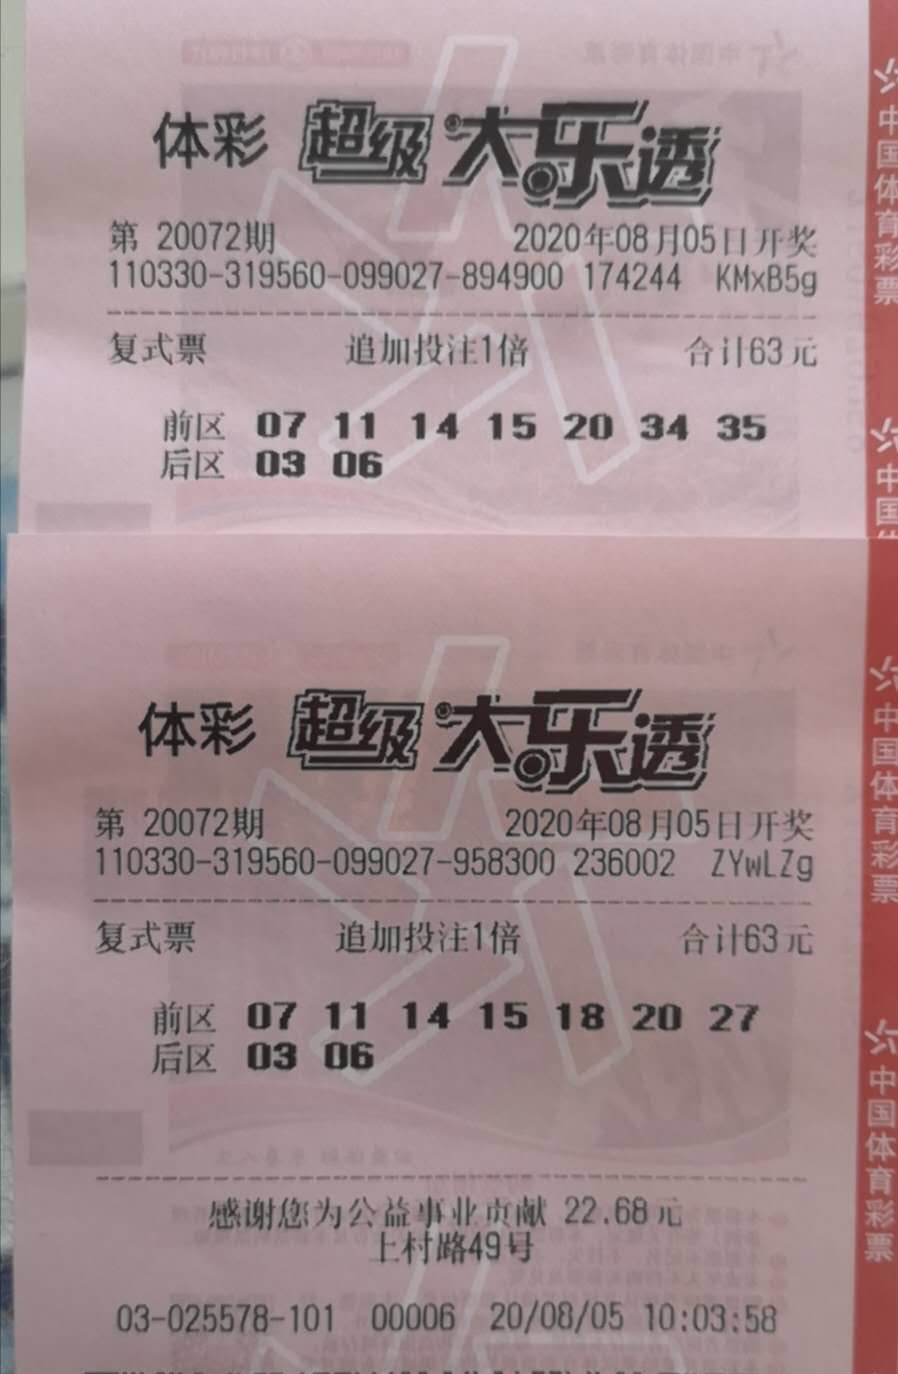 体彩 超级大乐透
第 20072期 2020年08月05日开奖
110330-319560-099027-894900 174244 KMxB5g
复式票 追加投注1倍 合计63元
前区 07 11 14 15 20 34 35
后区 03 06
体彩 超级大乐透
第 20072期 2020年08月05日开奖
110330-319560-099027-958300 236002 ZYwLZg
复式票 追加投注1倍 合计63元
前区 07 11 14 15 18 20 27
后区 03 06
感谢您为公益事业贡献 22.68元
上村路49号
03-025578-101 00006 20/08/05 10:03:58
中国体育彩票
中国
中国体育彩票
中国体育彩票